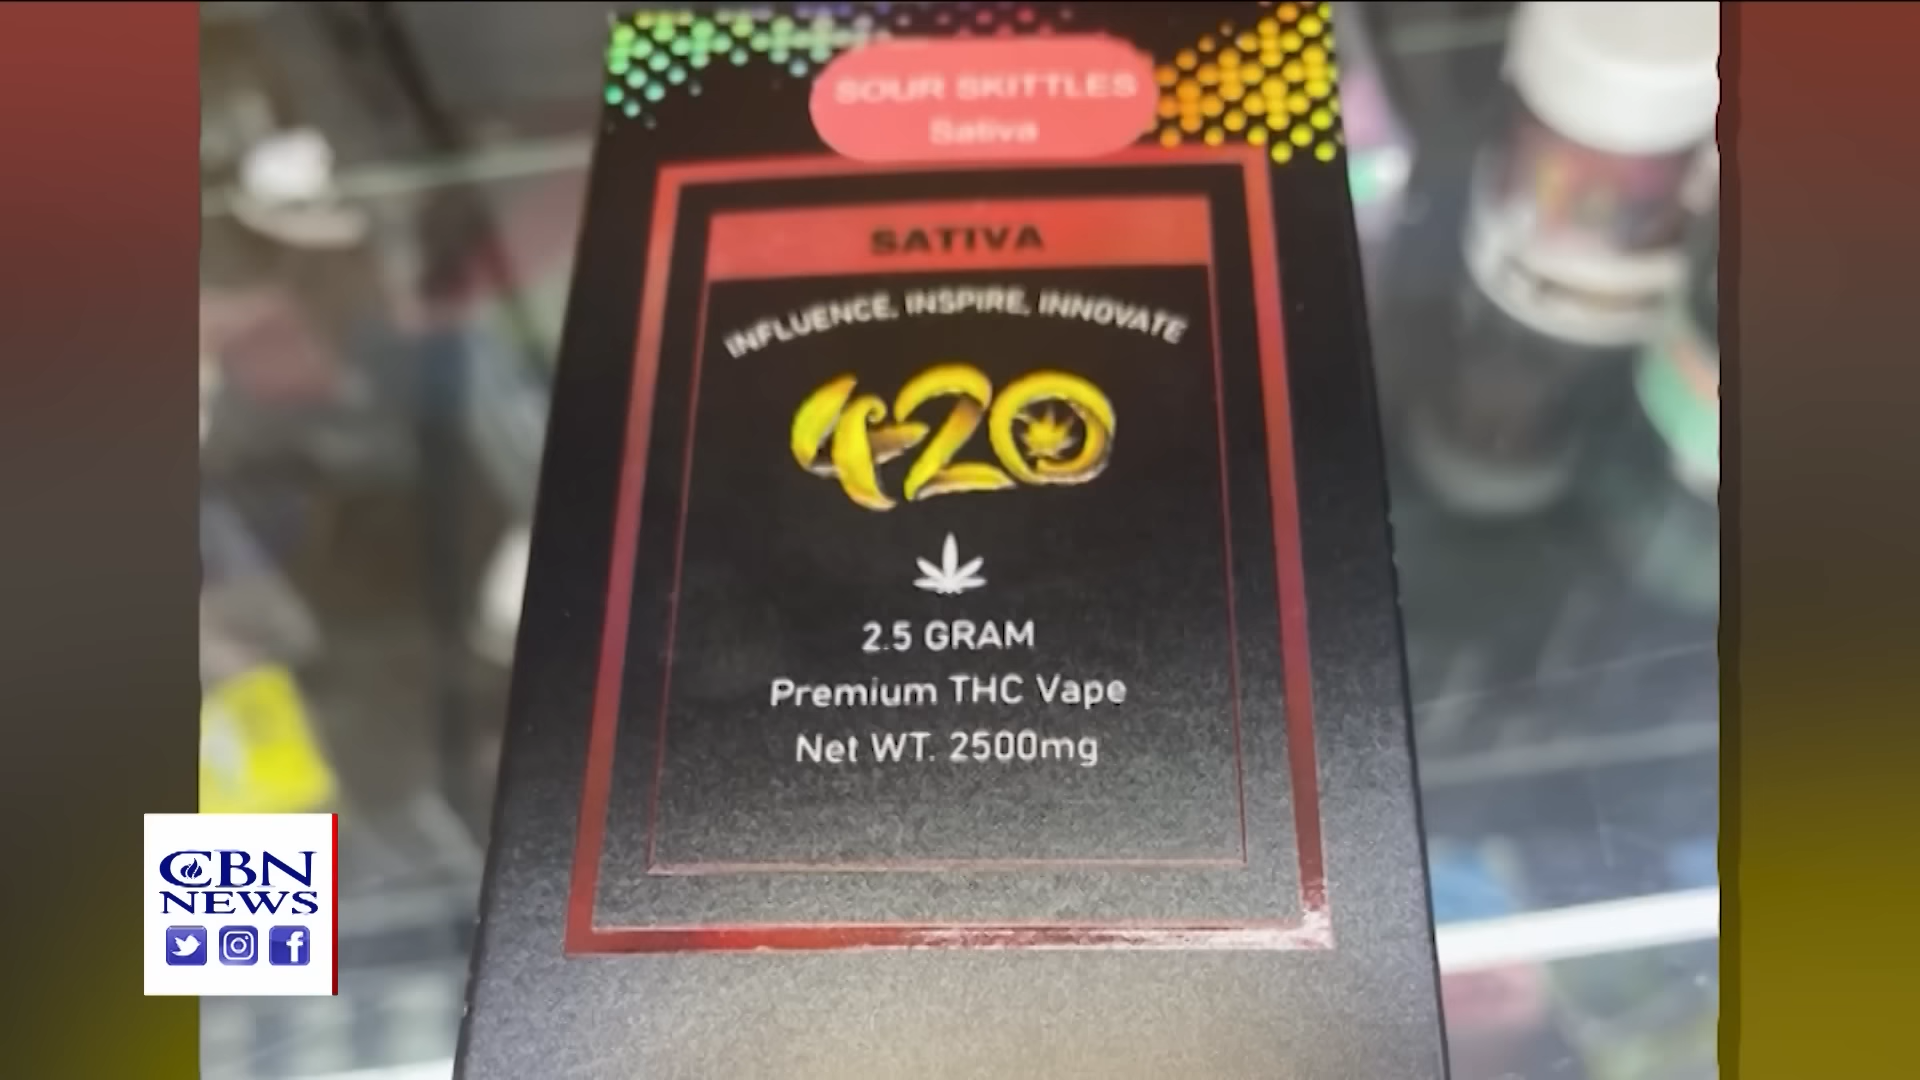 SOUR SKITTLES
Sativa
SATIVA
INFLUENCE. INSPIRE. INNOVATE
420
2.5 GRAM
Premium THC Vape
Net WT. 2500mg
CBN
NEWS